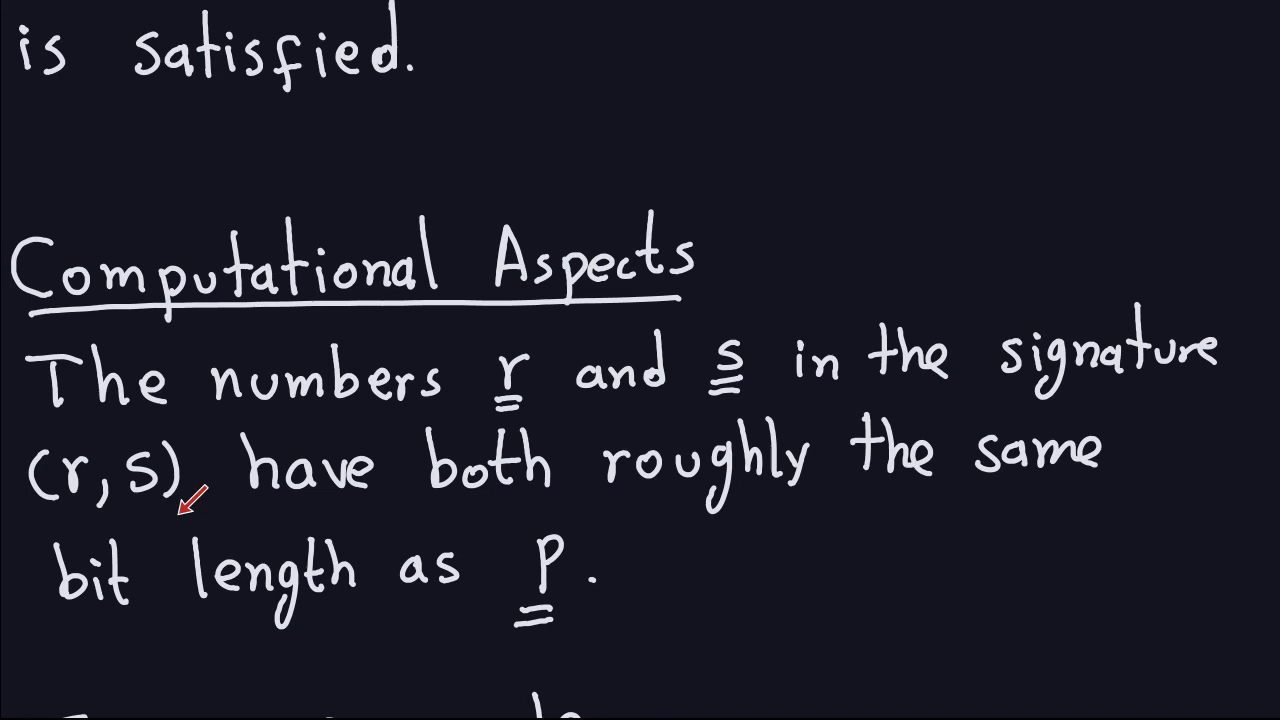 is satisfied.
Computational Aspects
The numbers r and s in the signature
(r, s) have both roughly the same
bit length as p.